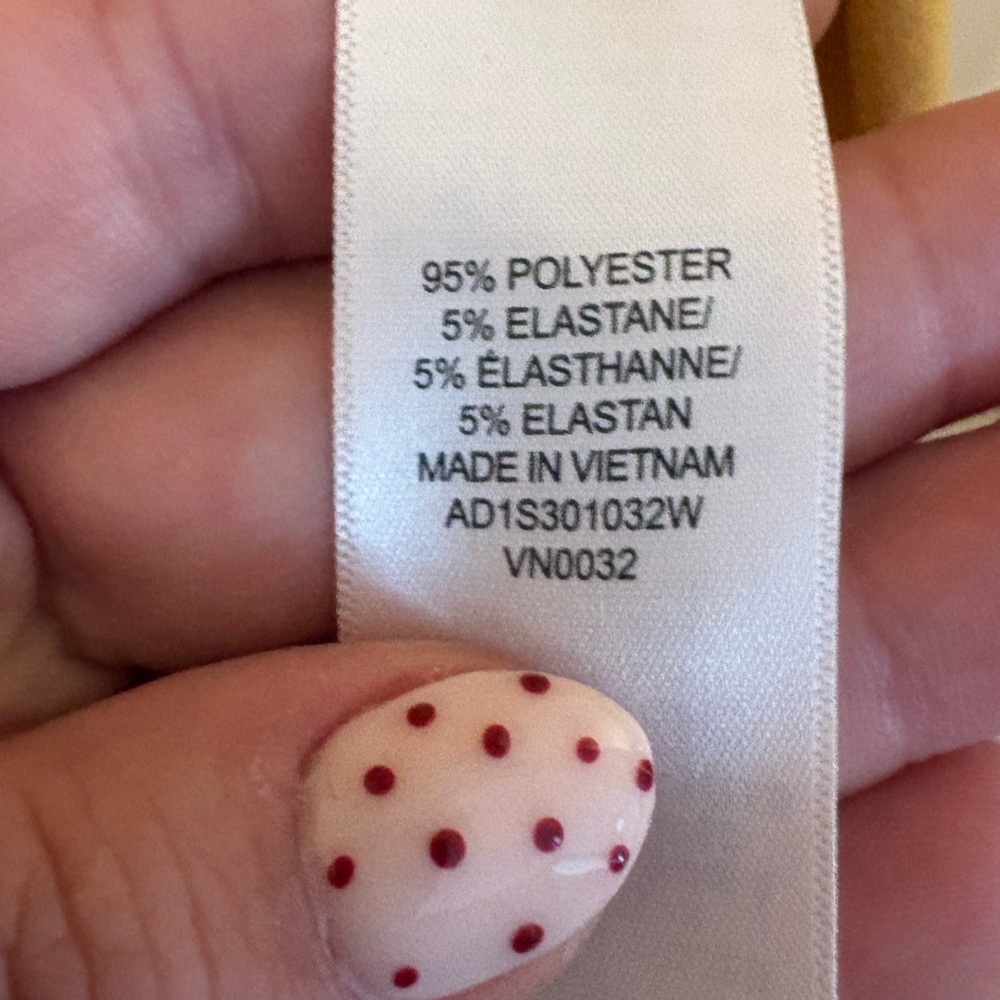 95% POLYESTER
5% ELASTANE/
5% ÉLASTHANNE/
5% ELASTAN
MADE IN VIETNAM
AD1S301032W
VN0032